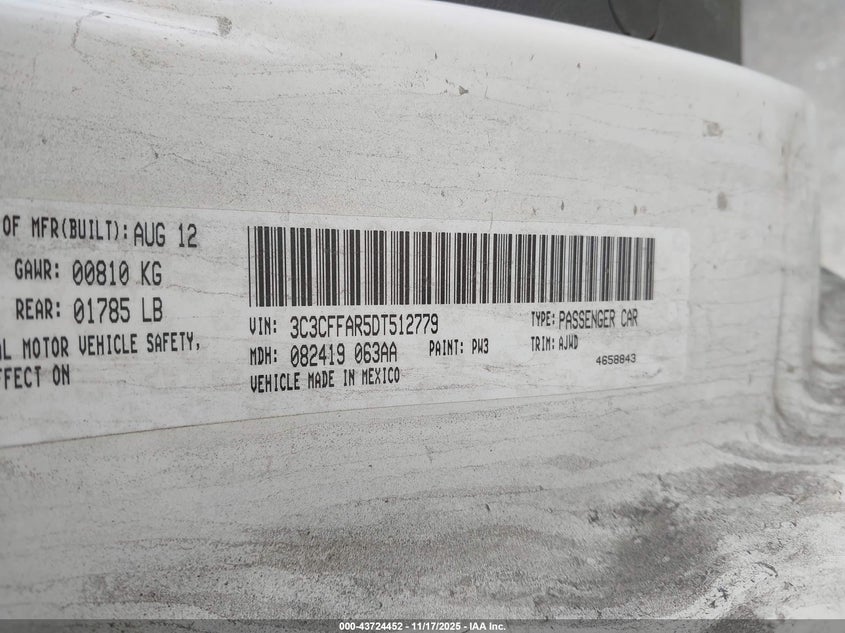 OF MFR(BUILT): AUG 12
GAWR: 00810 KG
REAR: 01785 LB
MOTOR VEHICLE SAFETY,
ON
VIN: 3C3CFFAR5DT512779
TYPE: PASSENGER CAR
MDH: 082419 063AA
PAINT: PW3
TRIM: AJWD
VEHICLE MADE IN MEXICO
4658843
000-43724452 - 11/17/2025 - IAA Inc.